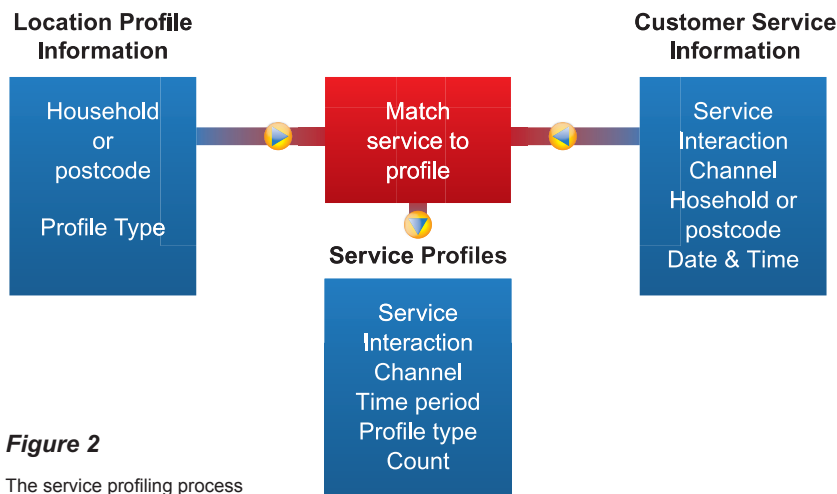 Location Profile
Information
Household
or
postcode
Profile Type
Match
service to
profile
Customer Service
Information
Service
Interaction
Channel
Hosehold or
postcode
Date & Time
Service Profiles
Service
Interaction
Channel
Time period
Profile type
Count
Figure 2
The service profiling process